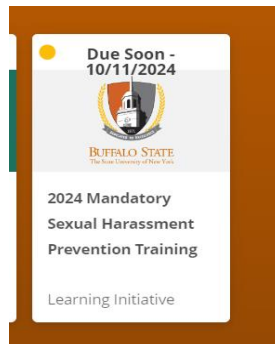 Due Soon -
10/11/2024
BUFFALO STATE
The State University of New York
2024 Mandatory
Sexual Harassment
Prevention Training
Learning Initiative